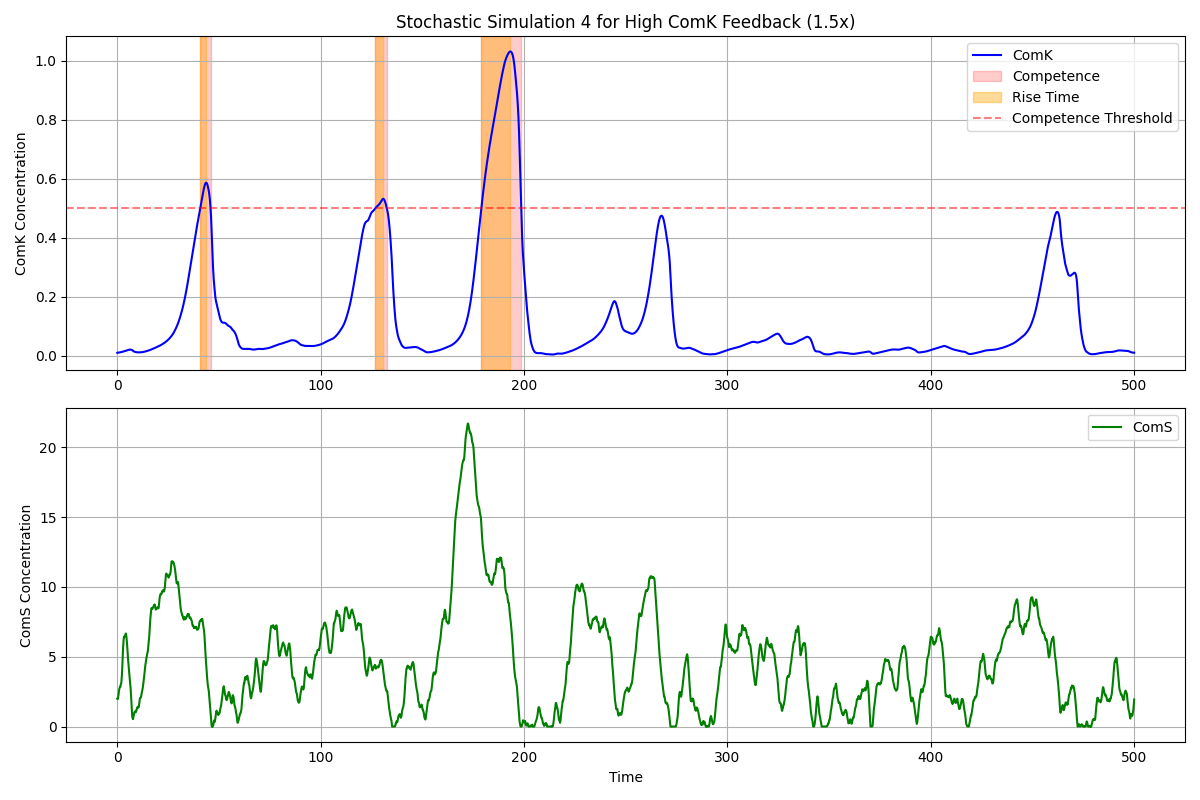 Stochastic Simulation 4 for High ComK Feedback (1.5x)
ComK Concentration
1.0
0.8
0.6
0.4
0.2
0.0
ComK
Competence
Rise Time
Competence Threshold
0 100 200 300 400 500
ComS Concentration
20
15
10
5
0
ComS
0 100 200 300 400 500
Time